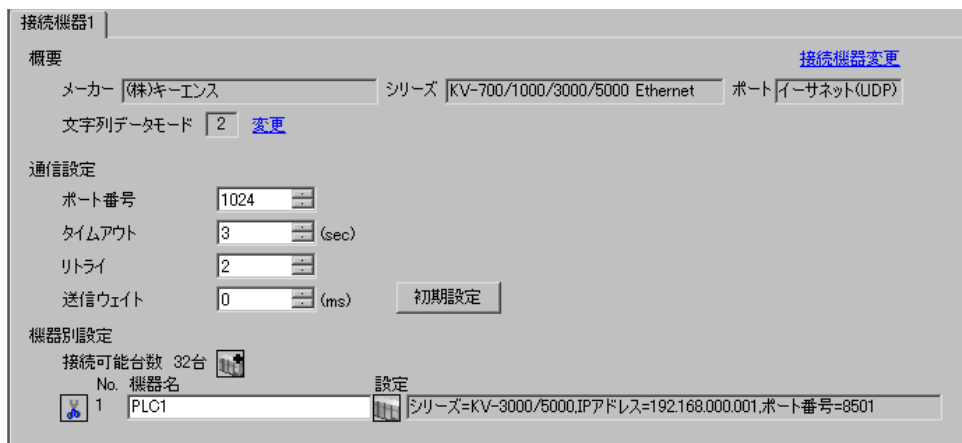 接続機器1
概要 接続機器変更
メーカー (株)キーエンス シリーズ KV-700/1000/3000/5000 Ethernet ポート イーサネット(UDP)
文字列データモード 2 変更
通信設定
ポート番号 1024
タイムアウト 3 (sec)
リトライ 2
送信ウェイト 0 (ms) 初期設定
機器別設定
接続可能台数 32台
No. 機器名 設定
1 PLC1 シリーズ=KV-3000/5000,IPアドレス=192.168.000.001,ポート番号=8501